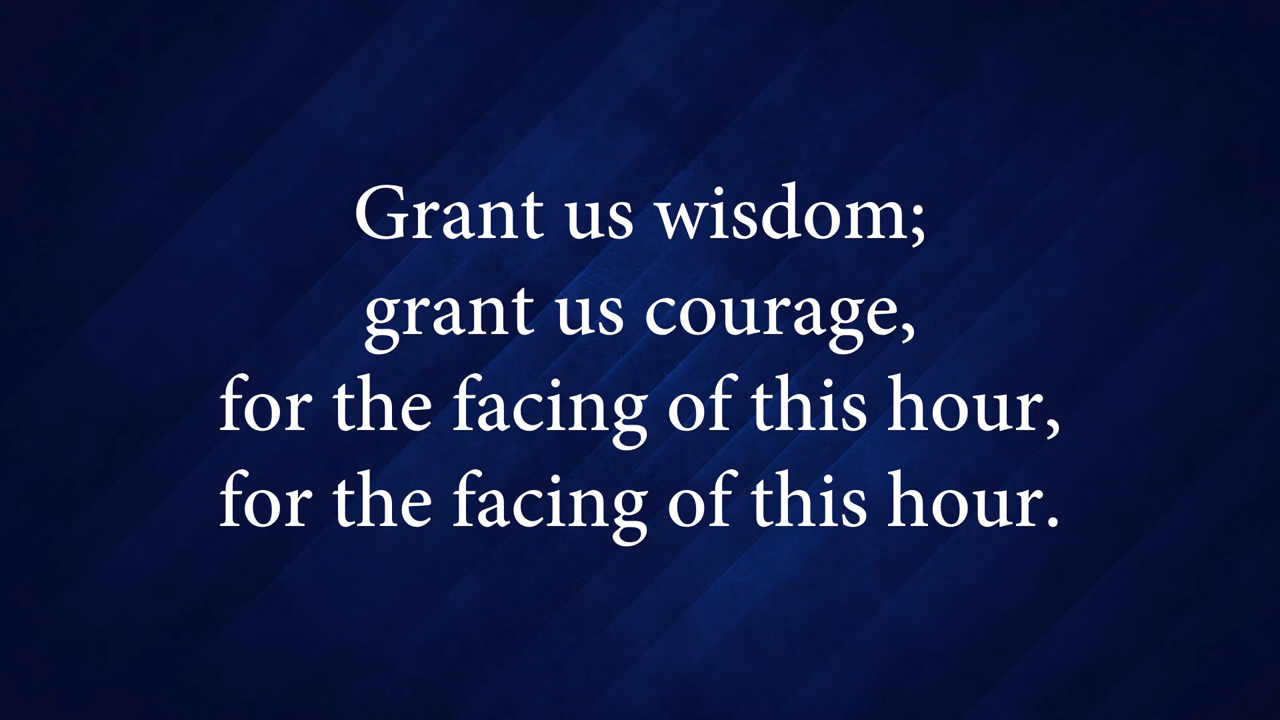 Grant us wisdom;
grant us courage,
for the facing of this hour,
for the facing of this hour.